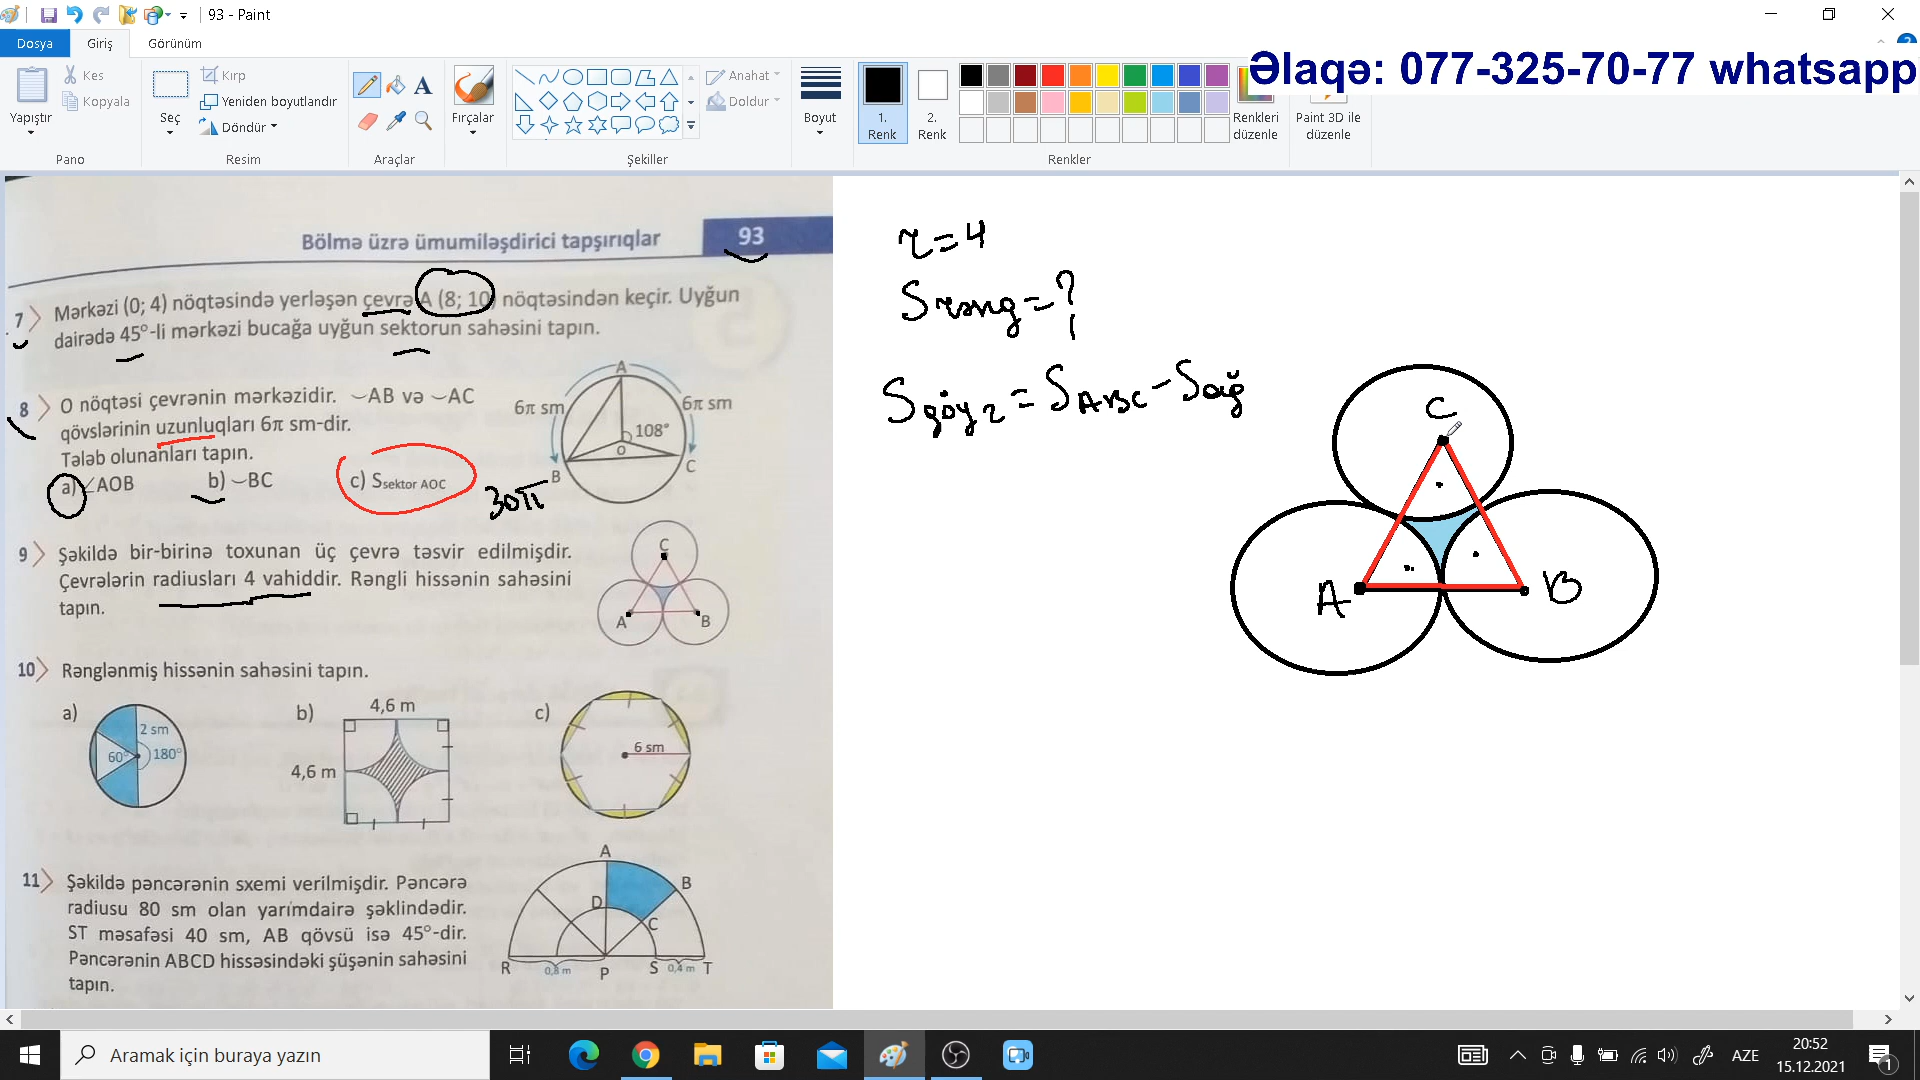 93 - Paint
Əlaqə: 077-325-70-77 whatsapp
Dosya Giriş Görünüm
Yapıştır
Kes
Kopyala
Pano
Seç
Kırp
Yeniden boyutlandır
Döndür
Resim
A
Araçlar
Fırçalar
Şekiller
Anahat
Doldur
Boyut
1. Renk
2. Renk
Renkleri düzenle
Renkler
Paint 3D ile düzenle
Bölmə üzrə ümumiləşdirici tapşırıqlar 93
7 Mərkəzi (0; 4) nöqtəsində yerləşən çevrə A (8; 10) nöqtəsindən keçir. Uyğun
dairədə 45°-li mərkəzi bucağa uyğun sektorun sahəsini tapın.
8 O nöqtəsi çevrənin mərkəzidir. ⌣AB və ⌣AC
qövslərinin uzunluqları 6π sm-dir.
Tələb olunanları tapın.
a) ∠AOB b) ⌣BC c) Ssektor AOC
30π
A
6π sm 6π sm
108°
O
B C
9 Şəkildə bir-birinə toxunan üç çevrə təsvir edilmişdir.
Çevrələrin radiusları 4 vahiddir. Rəngli hissənin sahəsini
tapın.
C
A B
10 Rənglənmiş hissənin sahəsini tapın.
a) 2 sm
60° 180°
b) 4,6 m
4,6 m
c) 6 sm
11 Şəkildə pəncərənin sxemi verilmişdir. Pəncərə
radiusu 80 sm olan yarımdairə şəklindədir.
ST məsafəsi 40 sm, AB qövsü isə 45°-dir.
Pəncərənin ABCD hissəsindəki şüşənin sahəsini
tapın.
A
B
D
C
R 0,8 m P S 0,4 m T
r=4
Srəng=?
Sgöy2=SABC-Sağ
C
A B
Aramak için buraya yazın
AZE
20:52
15.12.2021
1